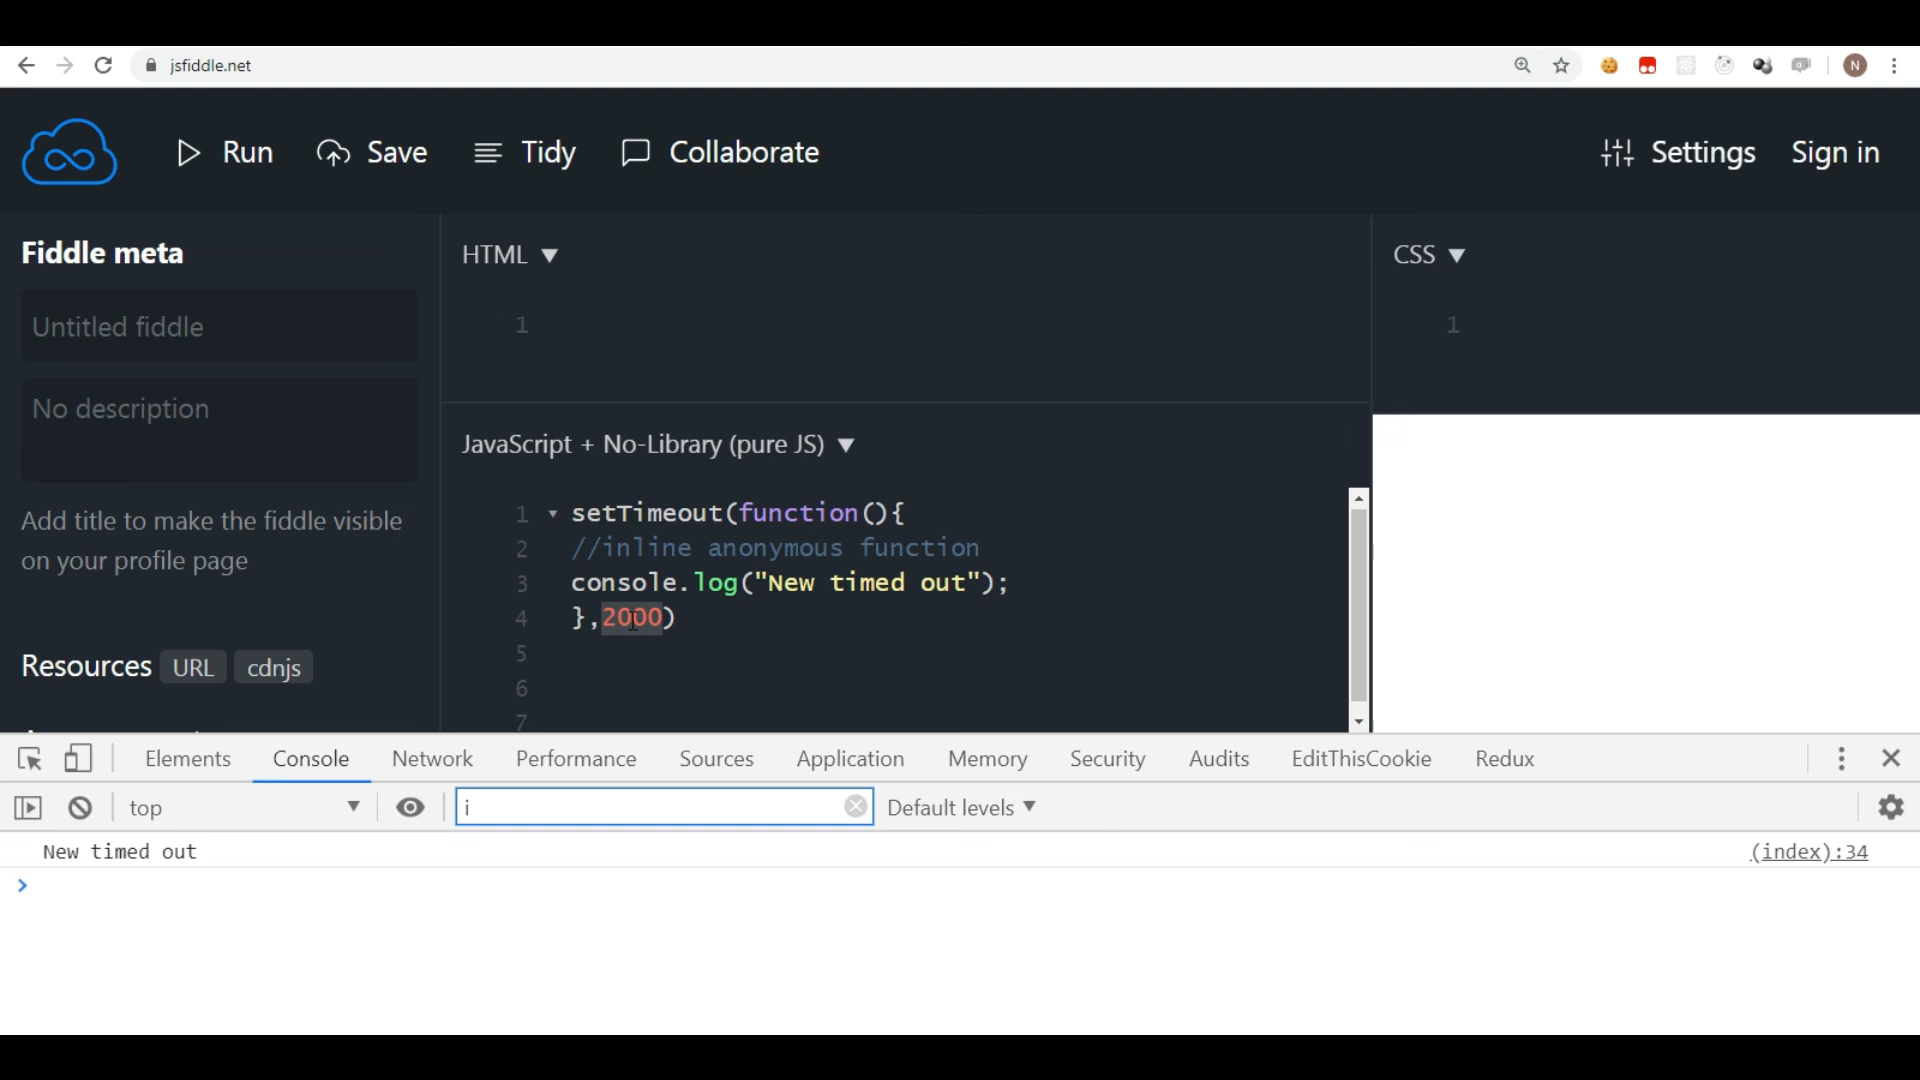 jsfiddle.net
N
Run Save Tidy Collaborate Settings Sign in
Fiddle meta
Untitled fiddle
No description
Add title to make the fiddle visible
on your profile page
Resources URL cdnjs
HTML ▼
1
CSS ▼
1
JavaScript + No-Library (pure JS) ▼
1 setTimeout(function(){
2 //inline anonymous function
3 console.log("New timed out");
4 },2000)
5
6
7
Elements Console Network Performance Sources Application Memory Security Audits EditThisCookie Redux
top ▼ i Default levels ▼
New timed out (index):34
>